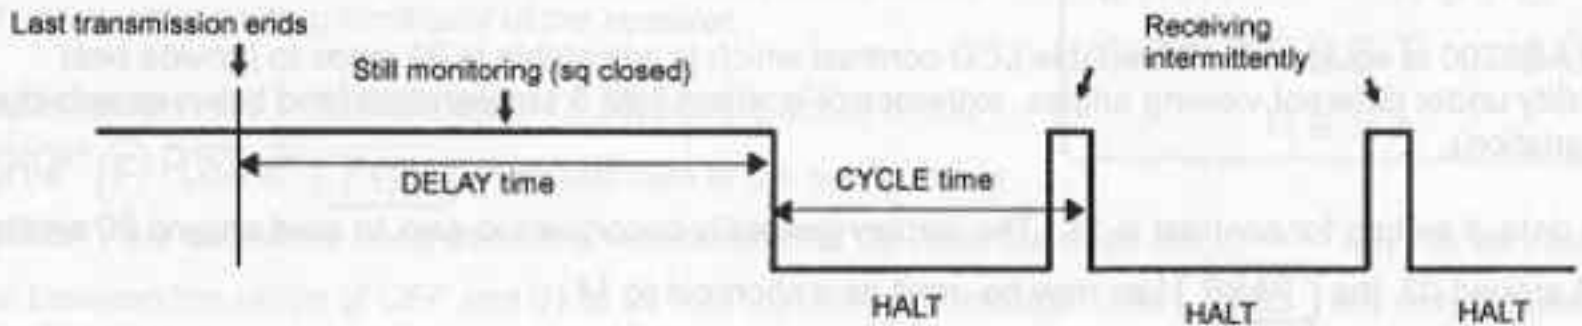 Last transmission ends
Still monitoring (sq closed)
Receiving
intermittently
DELAY time
CYCLE time
HALT
HALT
HALT